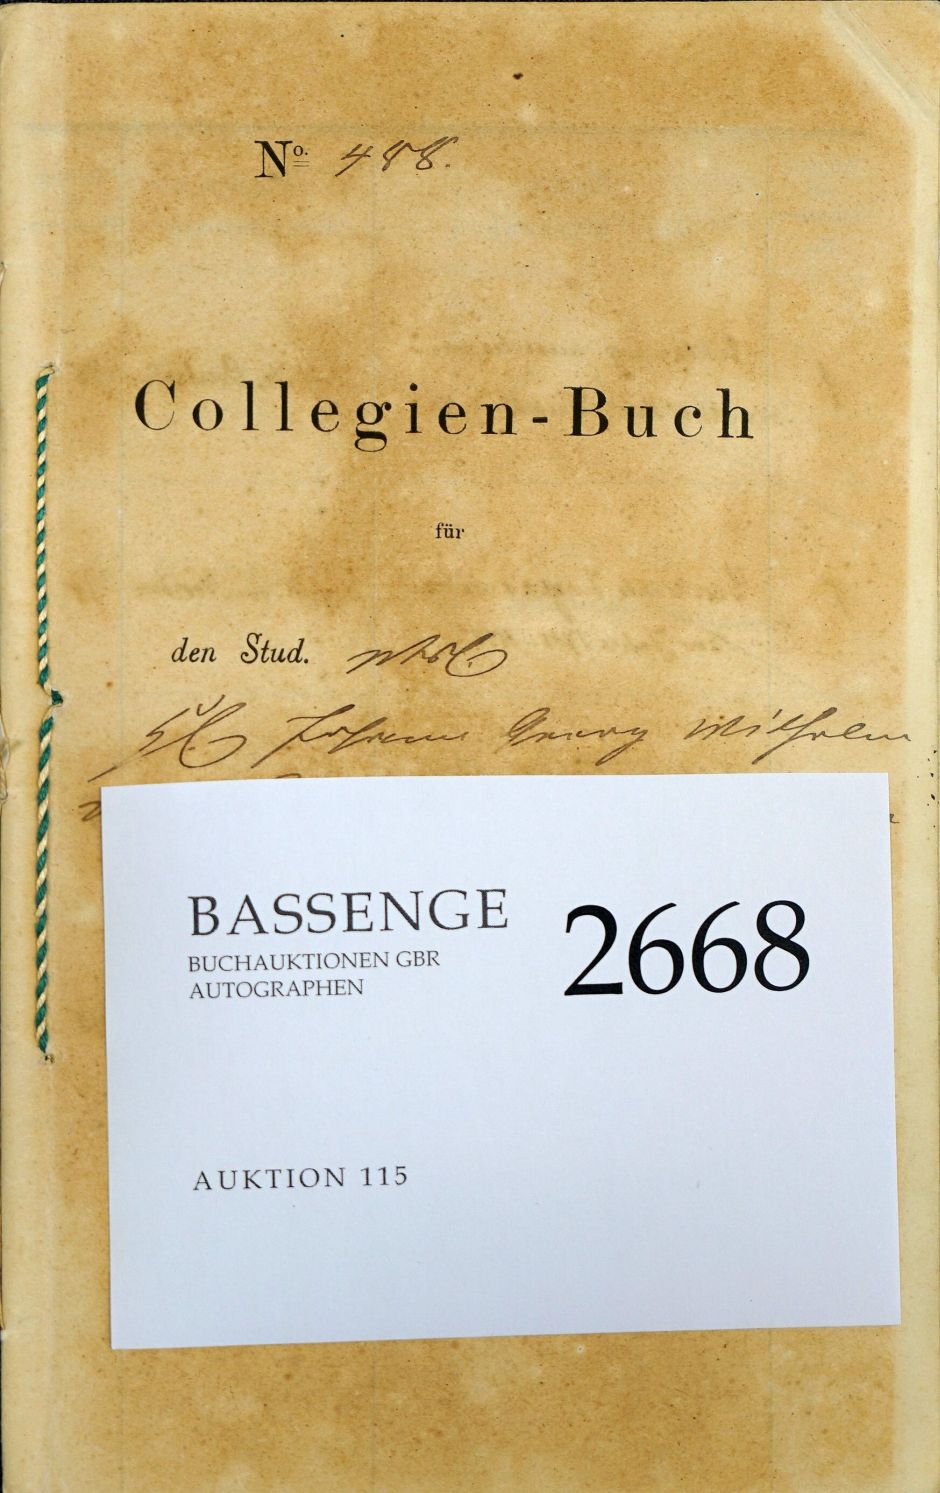 No. 488.
Collegien-Buch
für
den Stud.
Johann Georg Wilhelm
BASSENGE
BUCHAUKTIONEN GBR
AUTOGRAPHEN
2668
AUKTION 115